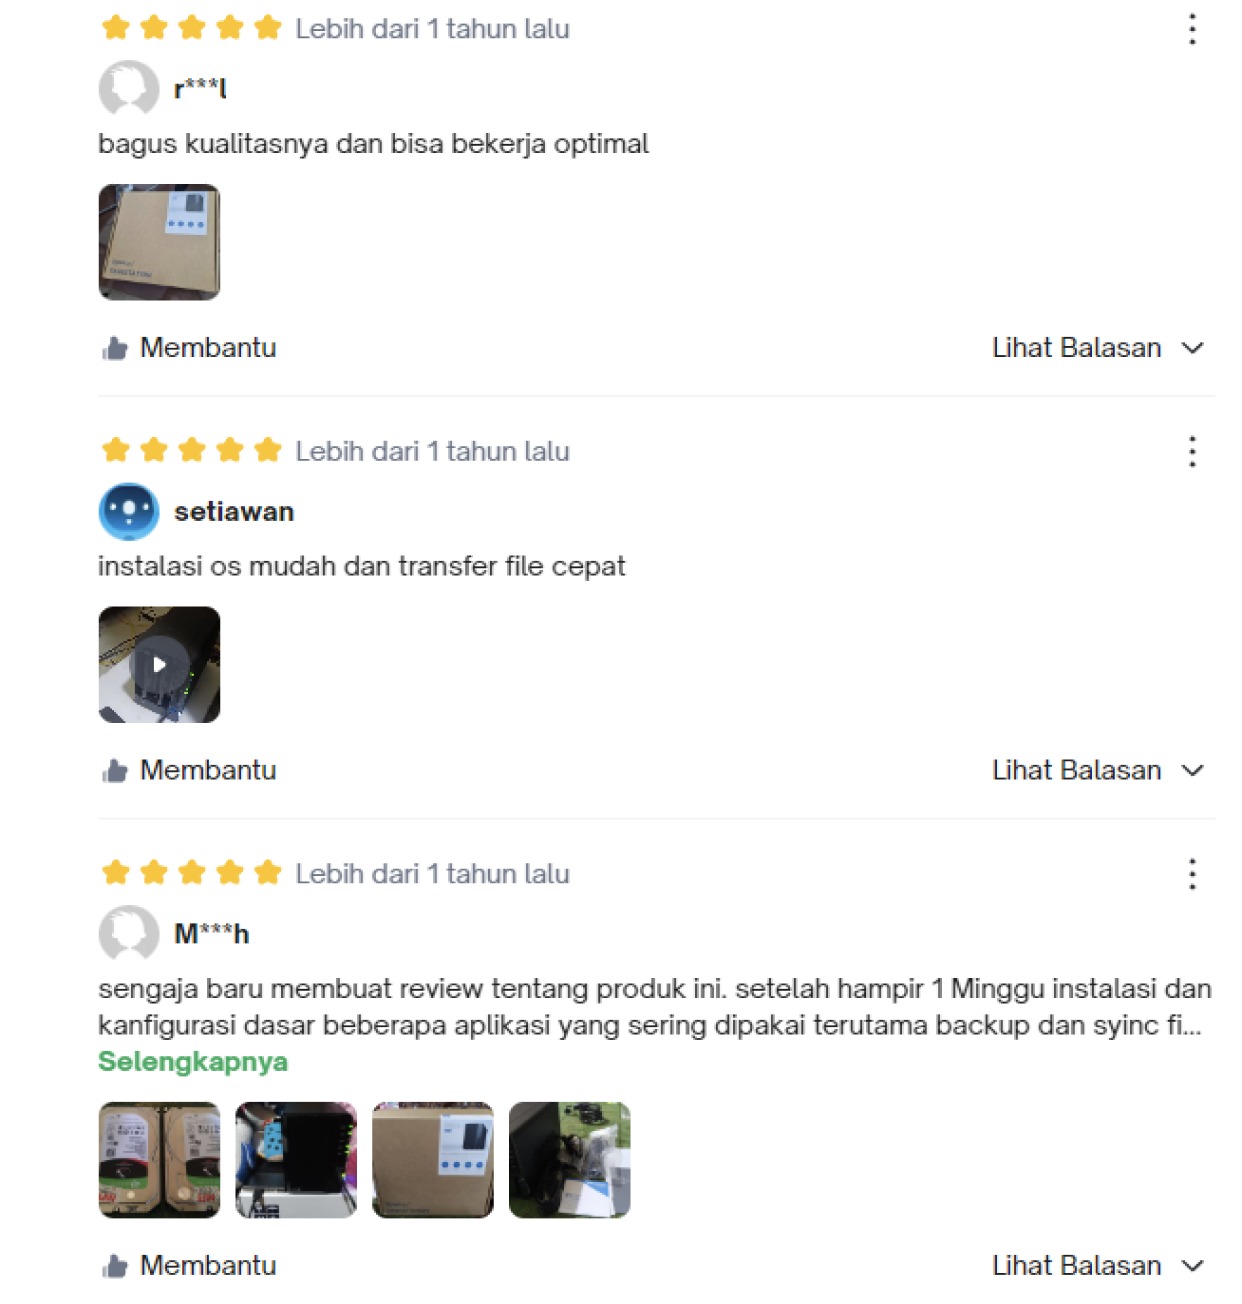 Lebih dari 1 tahun lalu
r***l
bagus kualitasnya dan bisa bekerja optimal
Membantu
Lihat Balasan
Lebih dari 1 tahun lalu
setiawan
instalasi os mudah dan transfer file cepat
Membantu
Lihat Balasan
Lebih dari 1 tahun lalu
M***h
sengaja baru membuat review tentang produk ini. setelah hampir 1 Minggu instalasi dan
kanfigurasi dasar beberapa aplikasi yang sering dipakai terutama backup dan syinc fi...
Selengkapnya
Membantu
Lihat Balasan